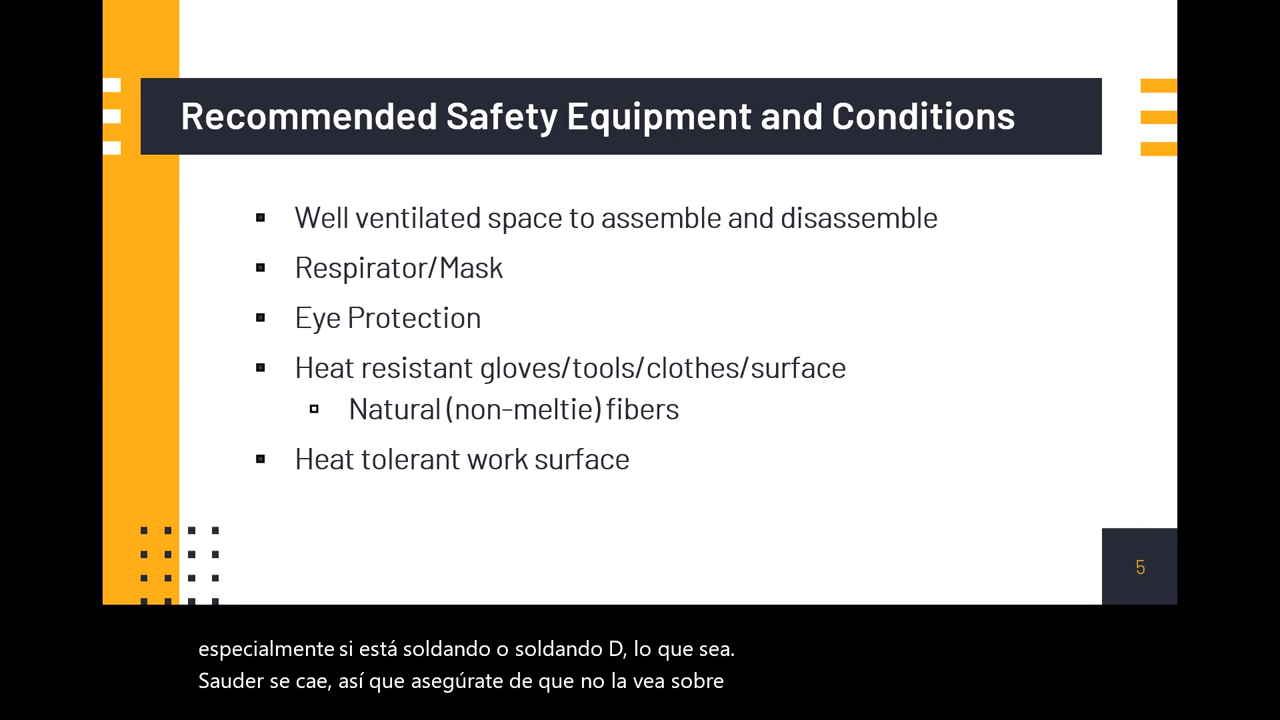 Recommended Safety Equipment and Conditions
Well ventilated space to assemble and disassemble
Respirator/Mask
Eye Protection
Heat resistant gloves/tools/clothes/surface
Natural (non-meltie) fibers
Heat tolerant work surface
5
especialmente si está soldando o soldando D, lo que sea.
Sauder se cae, así que asegúrate de que no la vea sobre